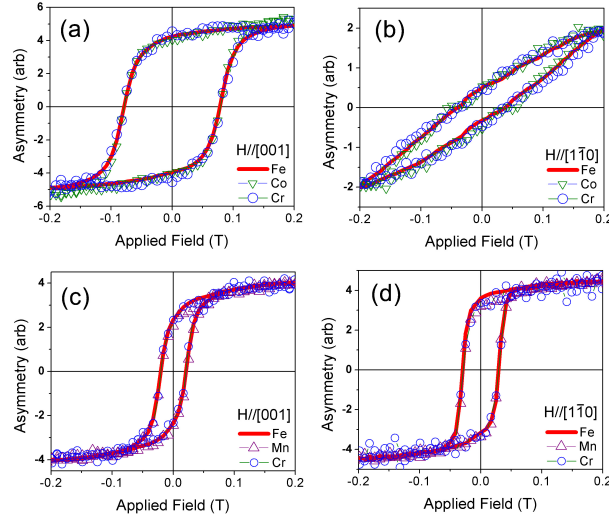 (a)
Asymmetry (arb)
6
4
2
0
-2
-4
-6
-0.2 -0.1 0.0 0.1 0.2
Applied Field (T)
H//[001]
Fe
Co
Cr
(b)
Asymmetry (arb)
2
1
0
-1
-2
-0.2 -0.1 0.0 0.1 0.2
Applied Field (T)
H//[11̄0]
Fe
Co
Cr
(c)
Asymmetry (arb)
4
2
0
-2
-4
-0.2 -0.1 0.0 0.1 0.2
Applied Field (T)
H//[001]
Fe
Mn
Cr
(d)
Asymmetry (arb)
4
2
0
-2
-4
-0.2 -0.1 0.0 0.1 0.2
Applied Field (T)
H//[11̄0]
Fe
Mn
Cr